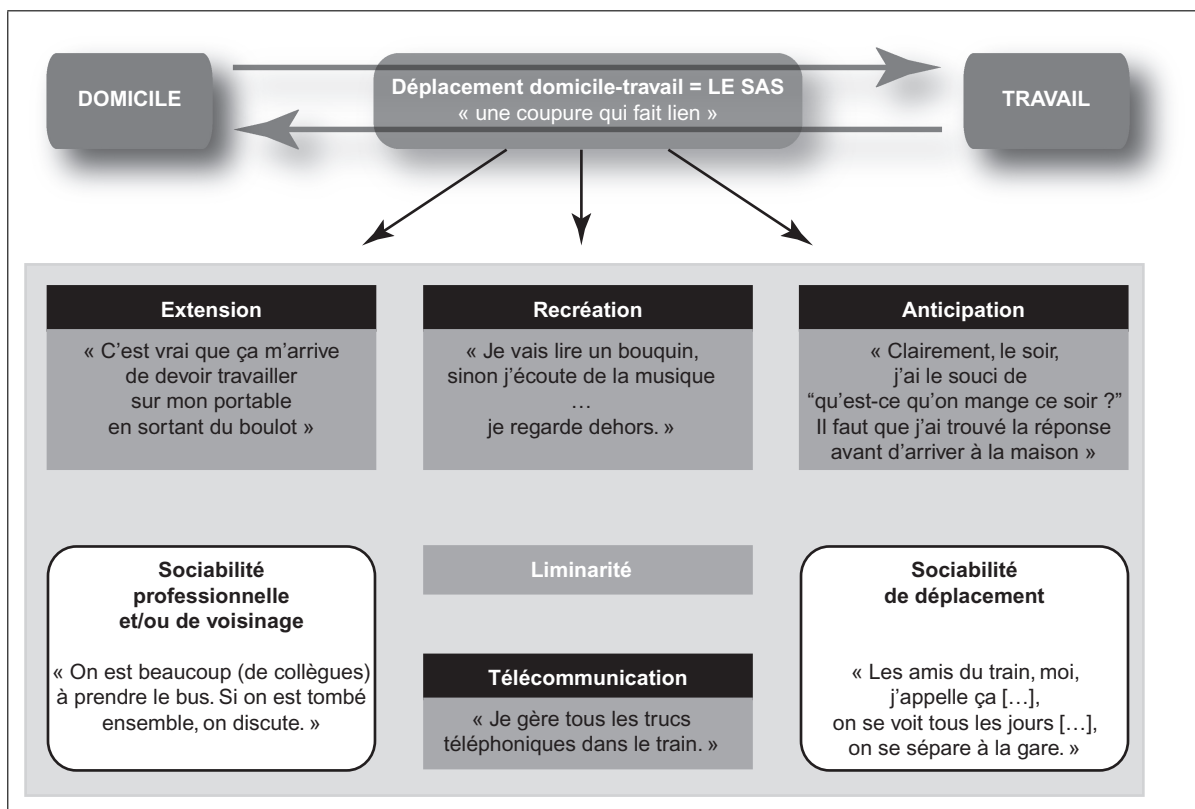 DOMICILE
Déplacement domicile-travail = LE SAS
« une coupure qui fait lien »
TRAVAIL
Extension
« C'est vrai que ça m'arrive
de devoir travailler
sur mon portable
en sortant du boulot »
Recréation
« Je vais lire un bouquin,
sinon j'écoute de la musique
…
je regarde dehors. »
Anticipation
« Clairement, le soir,
j'ai le souci de
“qu'est-ce qu'on mange ce soir ?”
Il faut que j'ai trouvé la réponse
avant d'arriver à la maison »
Sociabilité
professionnelle
et/ou de voisinage
« On est beaucoup (de collègues)
à prendre le bus. Si on est tombé
ensemble, on discute. »
Liminarité
Télécommunication
« Je gère tous les trucs
téléphoniques dans le train. »
Sociabilité
de déplacement
« Les amis du train, moi,
j'appelle ça […],
on se voit tous les jours […],
on se sépare à la gare. »